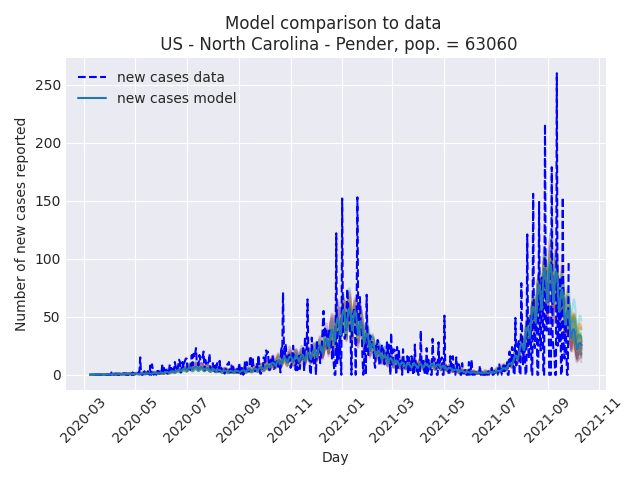 Model comparison to data
US - North Carolina - Pender, pop. = 63060
new cases data
new cases model
Number of new cases reported
250
200
150
100
50
0
2020-03
2020-05
2020-07
2020-09
2020-11
2021-01
2021-03
2021-05
2021-07
2021-09
2021-11
Day